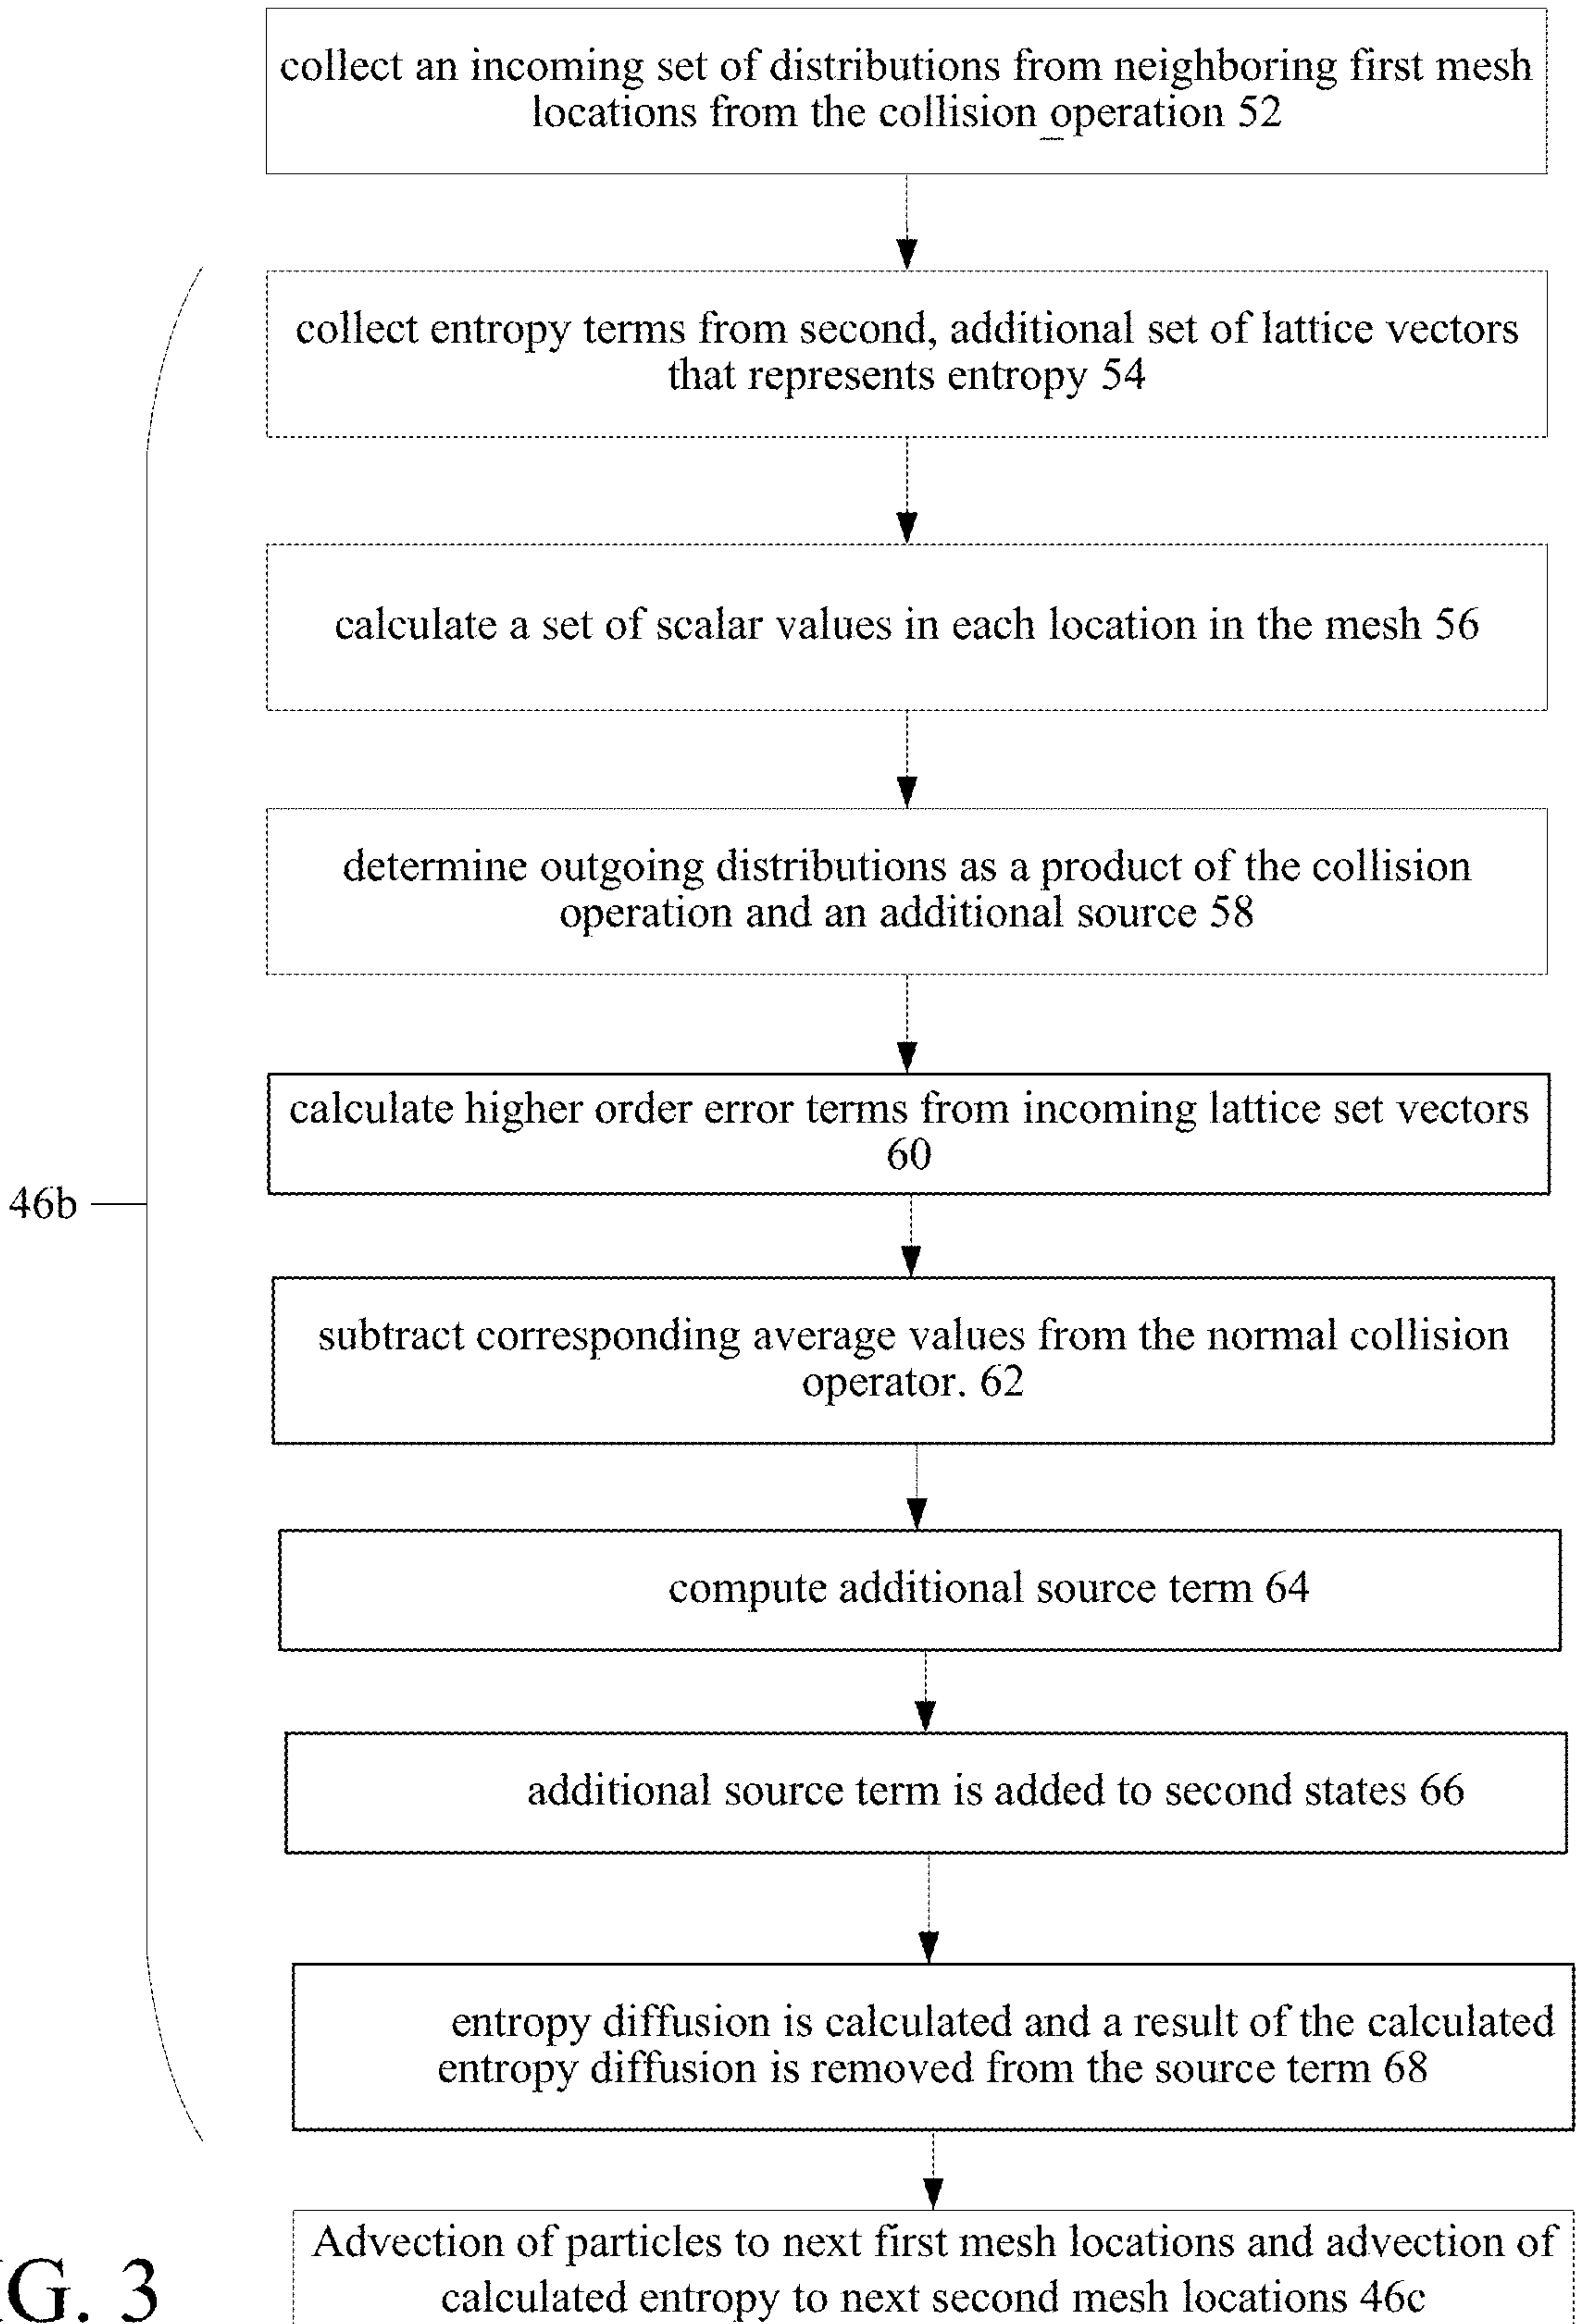 collect an incoming set of distributions from neighboring first mesh
locations from the collision operation 52
collect entropy terms from second, additional set of lattice vectors
that represents entropy 54
calculate a set of scalar values in each location in the mesh 56
determine outgoing distributions as a product of the collision
operation and an additional source 58
calculate higher order error terms from incoming lattice set vectors
60
46b
subtract corresponding average values from the normal collision
operator. 62
compute additional source term 64
additional source term is added to second states 66
entropy diffusion is calculated and a result of the calculated
entropy diffusion is removed from the source term 68
Advection of particles to next first mesh locations and advection of
calculated entropy to next second mesh locations 46c
G. 3